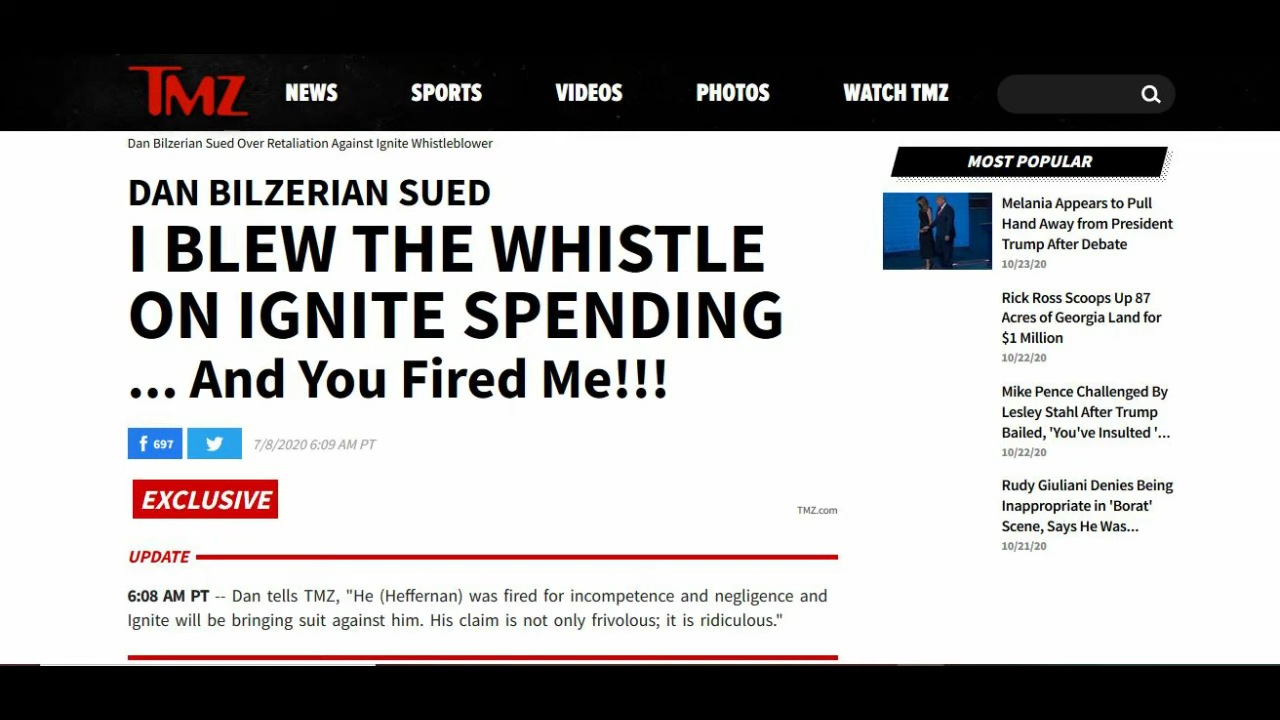 TMZ NEWS SPORTS VIDEOS PHOTOS WATCH TMZ
Dan Bilzerian Sued Over Retaliation Against Ignite Whistleblower
DAN BILZERIAN SUED
I BLEW THE WHISTLE
ON IGNITE SPENDING
... And You Fired Me!!!
f 697 7/8/2020 6:09 AM PT
EXCLUSIVE
TMZ.com
UPDATE
6:08 AM PT -- Dan tells TMZ, "He (Heffernan) was fired for incompetence and negligence and
Ignite will be bringing suit against him. His claim is not only frivolous; it is ridiculous."
MOST POPULAR
Melania Appears to Pull
Hand Away from President
Trump After Debate
10/23/20
Rick Ross Scoops Up 87
Acres of Georgia Land for
$1 Million
10/22/20
Mike Pence Challenged By
Lesley Stahl After Trump
Bailed, 'You've Insulted '...
10/22/20
Rudy Giuliani Denies Being
Inappropriate in 'Borat'
Scene, Says He Was...
10/21/20